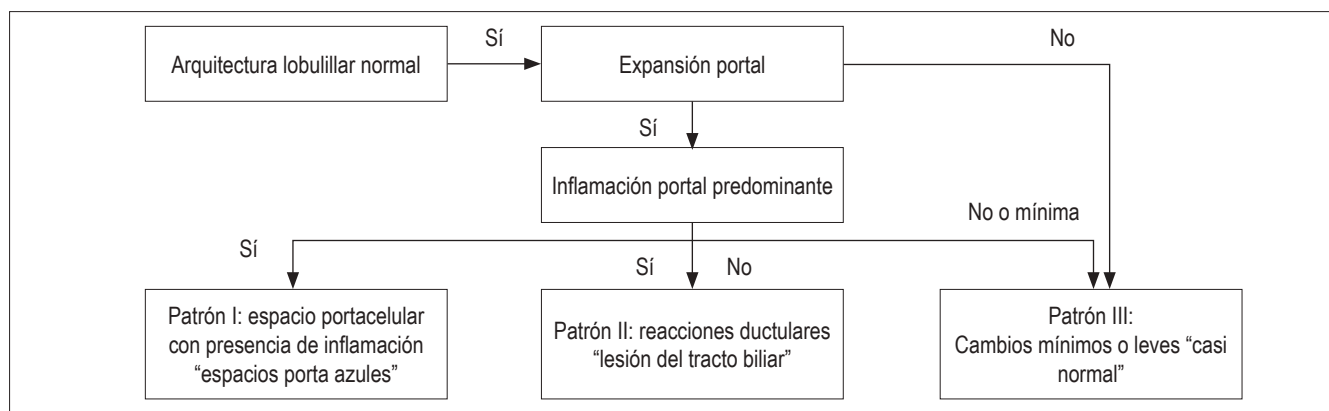 Sí
No
Arquitectura lobulillar normal
Expansión portal
Sí
Inflamación portal predominante
No o mínima
Sí
Sí
No
Patrón I: espacio portacelular
con presencia de inflamación
“espacios porta azules”
Patrón II: reacciones ductulares
“lesión del tracto biliar”
Patrón III:
Cambios mínimos o leves “casi
normal”